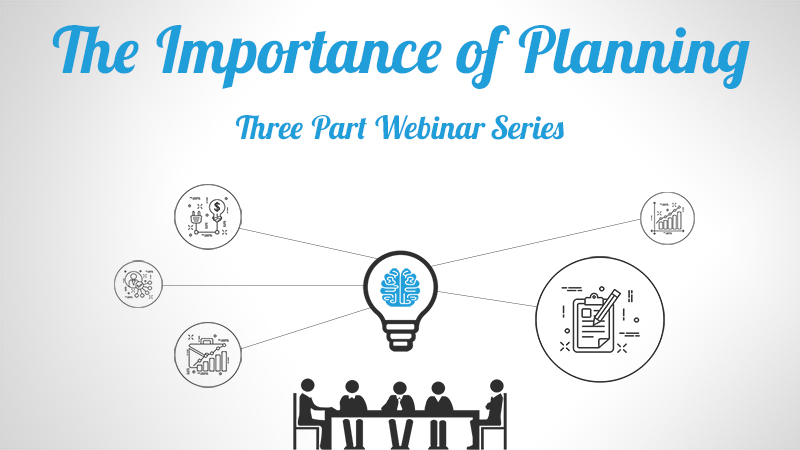 The Importance of Planning
Three Part Webinar Series
$